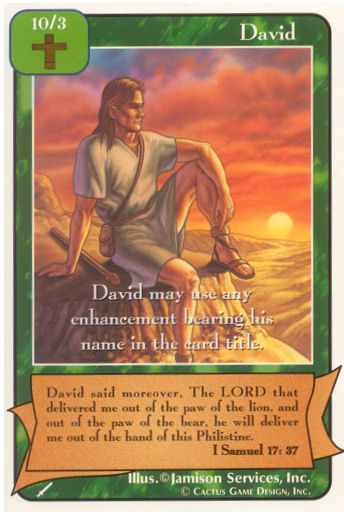 10/3
David
David may use any
enhancement bearing his
name in the card title.
David said moreover, The LORD that
delivered me out of the paw of the lion, and
out of the paw of the bear, he will deliver
me out of the hand of this Philistine.
I Samuel 17: 37
Illus.©Jamison Services, Inc.
© CACTUS GAME DESIGN, INC.